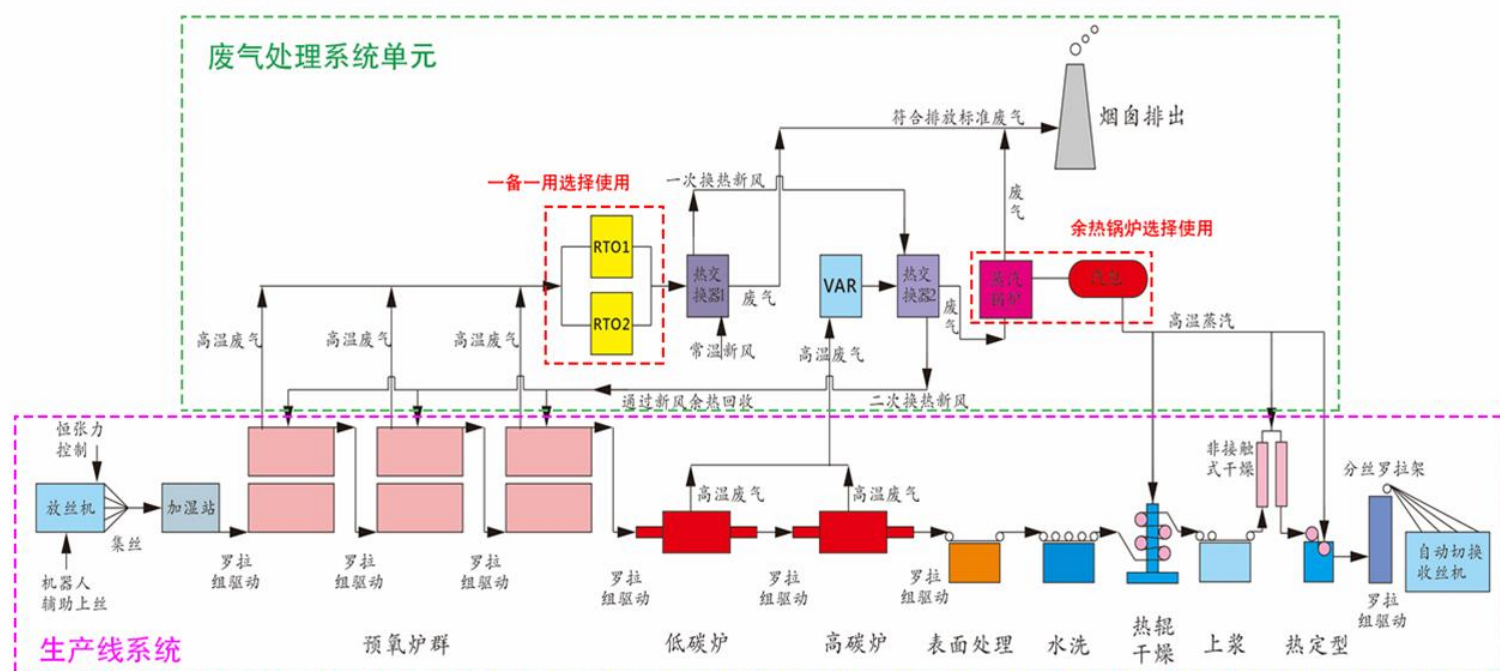 废气处理系统单元
符合排放标准废气
烟囱排出
一备一用选择使用
一次换热新风
废
气
余热锅炉选择使用
RTO1
RTO2
热交
换器1
废气
VAR
热交
换器2
废
气
蒸汽
锅炉
汽包
高温废气
高温废气
高温废气
常温新风
高温废气
高温蒸汽
通过新风余热回收
二次换热新风
恒张力
控制
放丝机
集丝
机器人
辅助上丝
加湿站
高温废气
高温废气
非接触
式干燥
分丝罗拉架
自动切换
收丝机
罗拉
组驱动
罗拉
组驱动
罗拉
组驱动
罗拉
组驱动
罗拉
组驱动
罗拉
组驱动
罗拉
组驱动
生产线系统
预氧炉群
低碳炉
高碳炉
表面处理
水洗
热辊
干燥
上浆
热定型